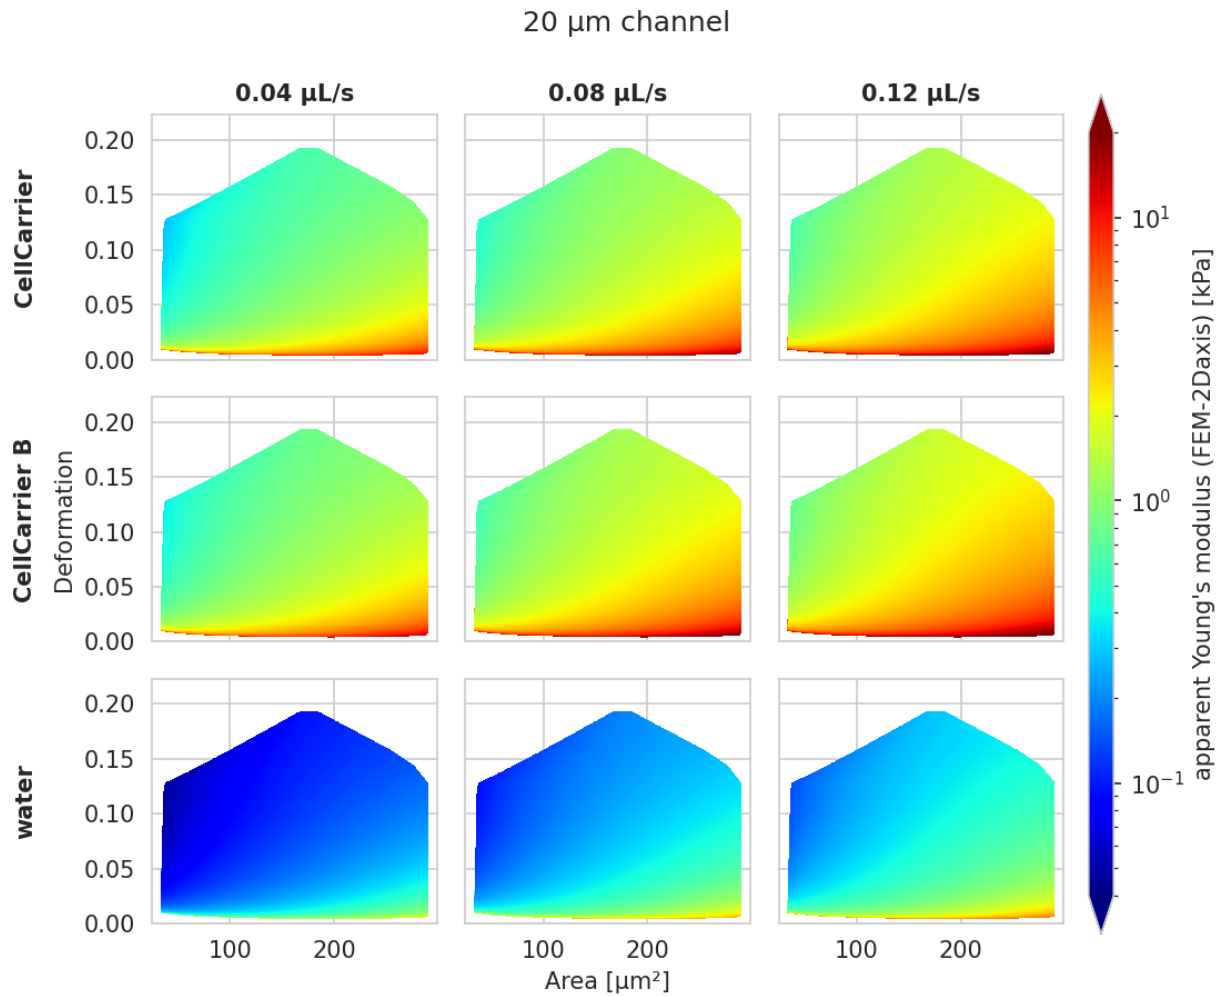 20 µm channel
0.04 µL/s
0.08 µL/s
0.12 µL/s
CellCarrier
0.20
0.15
0.10
0.05
0.00
CellCarrier B
Deformation
0.20
0.15
0.10
0.05
0.00
water
0.20
0.15
0.10
0.05
0.00
100
200
100
200
100
200
Area [µm²]
10¹
10⁰
10⁻¹
apparent Young's modulus (FEM-2Daxis) [kPa]